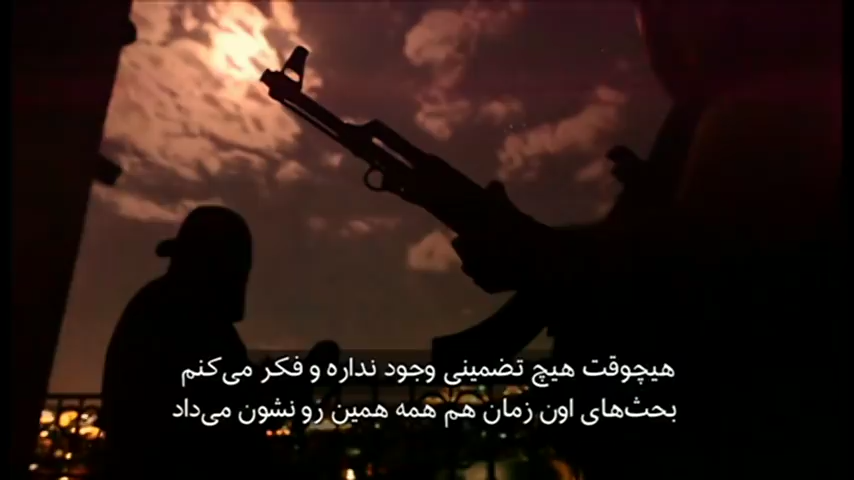 هیچوقت هیچ تضمینی وجود نداره و فکر می‌کنم
بحث‌های اون زمان هم همه همین رو نشون می‌داد